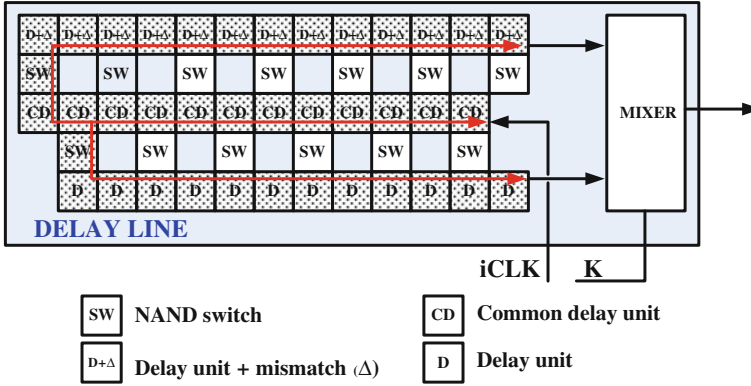 D+Δ D+Δ D+Δ D+Δ D+Δ D+Δ D+Δ D+Δ D+Δ D+Δ D+Δ D+Δ D+Δ
SW SW SW SW SW SW SW
CD CD CD CD CD CD CD CD CD CD CD CD
MIXER
SW SW SW SW SW SW
D D D D D D D D D D D D
DELAY LINE
iCLK K
SW NAND switch
CD Common delay unit
D+Δ Delay unit + mismatch (Δ)
D Delay unit